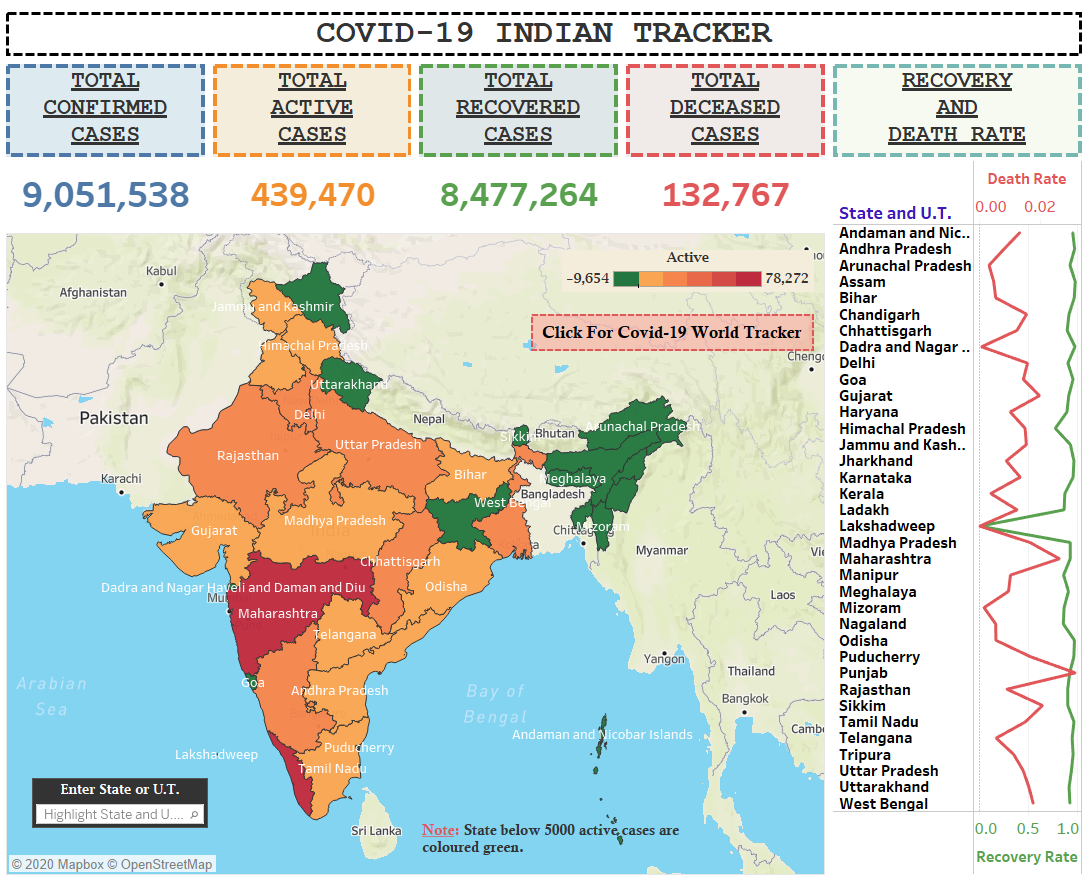 COVID-19 INDIAN TRACKER
TOTAL
CONFIRMED
CASES
TOTAL
ACTIVE
CASES
TOTAL
RECOVERED
CASES
TOTAL
DECEASED
CASES
RECOVERY
AND
DEATH RATE
9,051,538
439,470
8,477,264
132,767
Active
-9,654
78,272
Click For Covid-19 World Tracker
Kabul
Afghanistan
Jammu and Kashmir
Himachal Pradesh
Uttarakhand
Chengd
Pakistan
Delhi
Nepal
Sikkim
Bhutan
Arunachal Pradesh
Uttar Pradesh
Rajasthan
Karachi
Bihar
Meghalaya
Bangladesh
West Bengal
Gujarat
Madhya Pradesh
Mizoram
Myanmar
Chhattisgarh
Odisha
Dadra and Nagar Haveli and Daman and Diu
Laos
Maharashtra
Telangana
Yangon
Thailand
Goa
Andhra Pradesh
Arabian
Sea
Bay of
Bengal
Bangkok
Andaman and Nicobar Islands
Lakshadweep
Puducherry
Tamil Nadu
Sri Lanka
Enter State or U.T.
Highlight State and U....
Note: State below 5000 active cases are
coloured green.
© 2020 Mapbox © OpenStreetMap
Death Rate
State and U.T.
0.00 0.02
Andaman and Nic..
Andhra Pradesh
Arunachal Pradesh
Assam
Bihar
Chandigarh
Chhattisgarh
Dadra and Nagar ..
Delhi
Goa
Gujarat
Haryana
Himachal Pradesh
Jammu and Kash..
Jharkhand
Karnataka
Kerala
Ladakh
Lakshadweep
Madhya Pradesh
Maharashtra
Manipur
Meghalaya
Mizoram
Nagaland
Odisha
Puducherry
Punjab
Rajasthan
Sikkim
Tamil Nadu
Telangana
Tripura
Uttar Pradesh
Uttarakhand
West Bengal
0.0 0.5 1.0
Recovery Rate